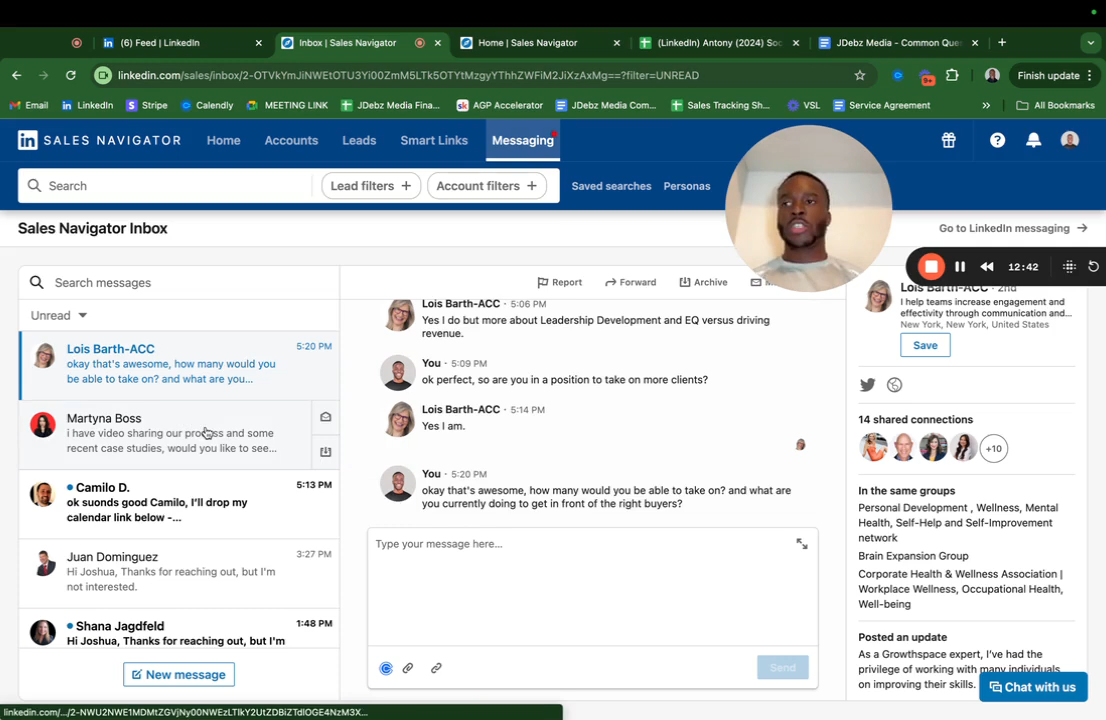 (6) Feed | LinkedIn
Inbox | Sales Navigator
Home | Sales Navigator
(LinkedIn) Antony (2024) Soc
JDebz Media - Common Que
linkedin.com/sales/inbox/2-OTVkYmJiNWEtOTU3Yi00ZmM5LTk5OTYtMzgyYThhZWFiM2JiXzAxMg==?filter=UNREAD
9+
Finish update
Email
LinkedIn
Stripe
Calendly
MEETING LINK
JDebz Media Fina...
AGP Accelerator
JDebz Media Com...
Sales Tracking Sh...
VSL
Service Agreement
All Bookmarks
in SALES NAVIGATOR
Home
Accounts
Leads
Smart Links
Messaging
Search
Lead filters +
Account filters +
Saved searches
Personas
Sales Navigator Inbox
Go to LinkedIn messaging
12:42
Search messages
Unread
Lois Barth-ACC 5:20 PM
okay that's awesome, how many would you
be able to take on? and what are you...
Martyna Boss
i have video sharing our process and some
recent case studies, would you like to see...
Camilo D. 5:13 PM
ok suonds good Camilo, I'll drop my
calendar link below -...
Juan Dominguez 3:27 PM
Hi Joshua, Thanks for reaching out, but I'm
not interested.
Shana Jagdfeld 1:48 PM
Hi Joshua, Thanks for reaching out, but I'm
New message
Report
Forward
Archive
Lois Barth-ACC 5:06 PM
Yes I do but more about Leadership Development and EQ versus driving
revenue.
You 5:09 PM
ok perfect, so are you in a position to take on more clients?
Lois Barth-ACC 5:14 PM
Yes I am.
You 5:20 PM
okay that's awesome, how many would you be able to take on? and what are
you currently doing to get in front of the right buyers?
Type your message here...
Send
Lois Barth-ACC 2nd
I help teams increase engagement and
effectivity through communication and...
New York, New York, United States
Save
14 shared connections
+10
In the same groups
Personal Development , Wellness, Mental
Health, Self-Help and Self-Improvement
network
Brain Expansion Group
Corporate Health & Wellness Association |
Workplace Wellness, Occupational Health,
Well-being
Posted an update
As a Growthspace expert, I've had the
privilege of working with many individuals
on improving their skills.
Chat with us